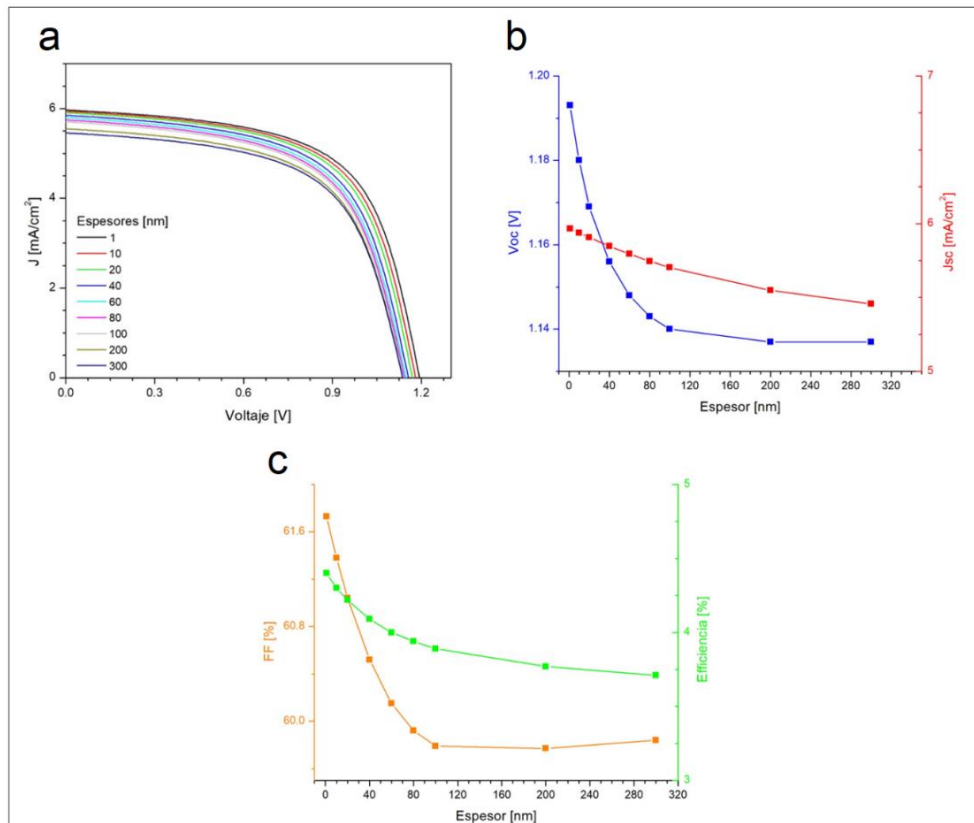 a
6
4
2
0
J [mA/cm²]
Espesores [nm]
1
10
20
40
60
80
100
200
300
0.0 0.3 0.6 0.9 1.2
Voltaje [V]
b
1.20
1.18
1.16
1.14
Voc [V]
7
6
5
Jsc [mA/cm²]
0 40 80 120 160 200 240 280 320
Espesor [nm]
c
61.6
60.8
60.0
FF [%]
5
4
3
Efficiencia [%]
0 40 80 120 160 200 240 280 320
Espesor [nm]